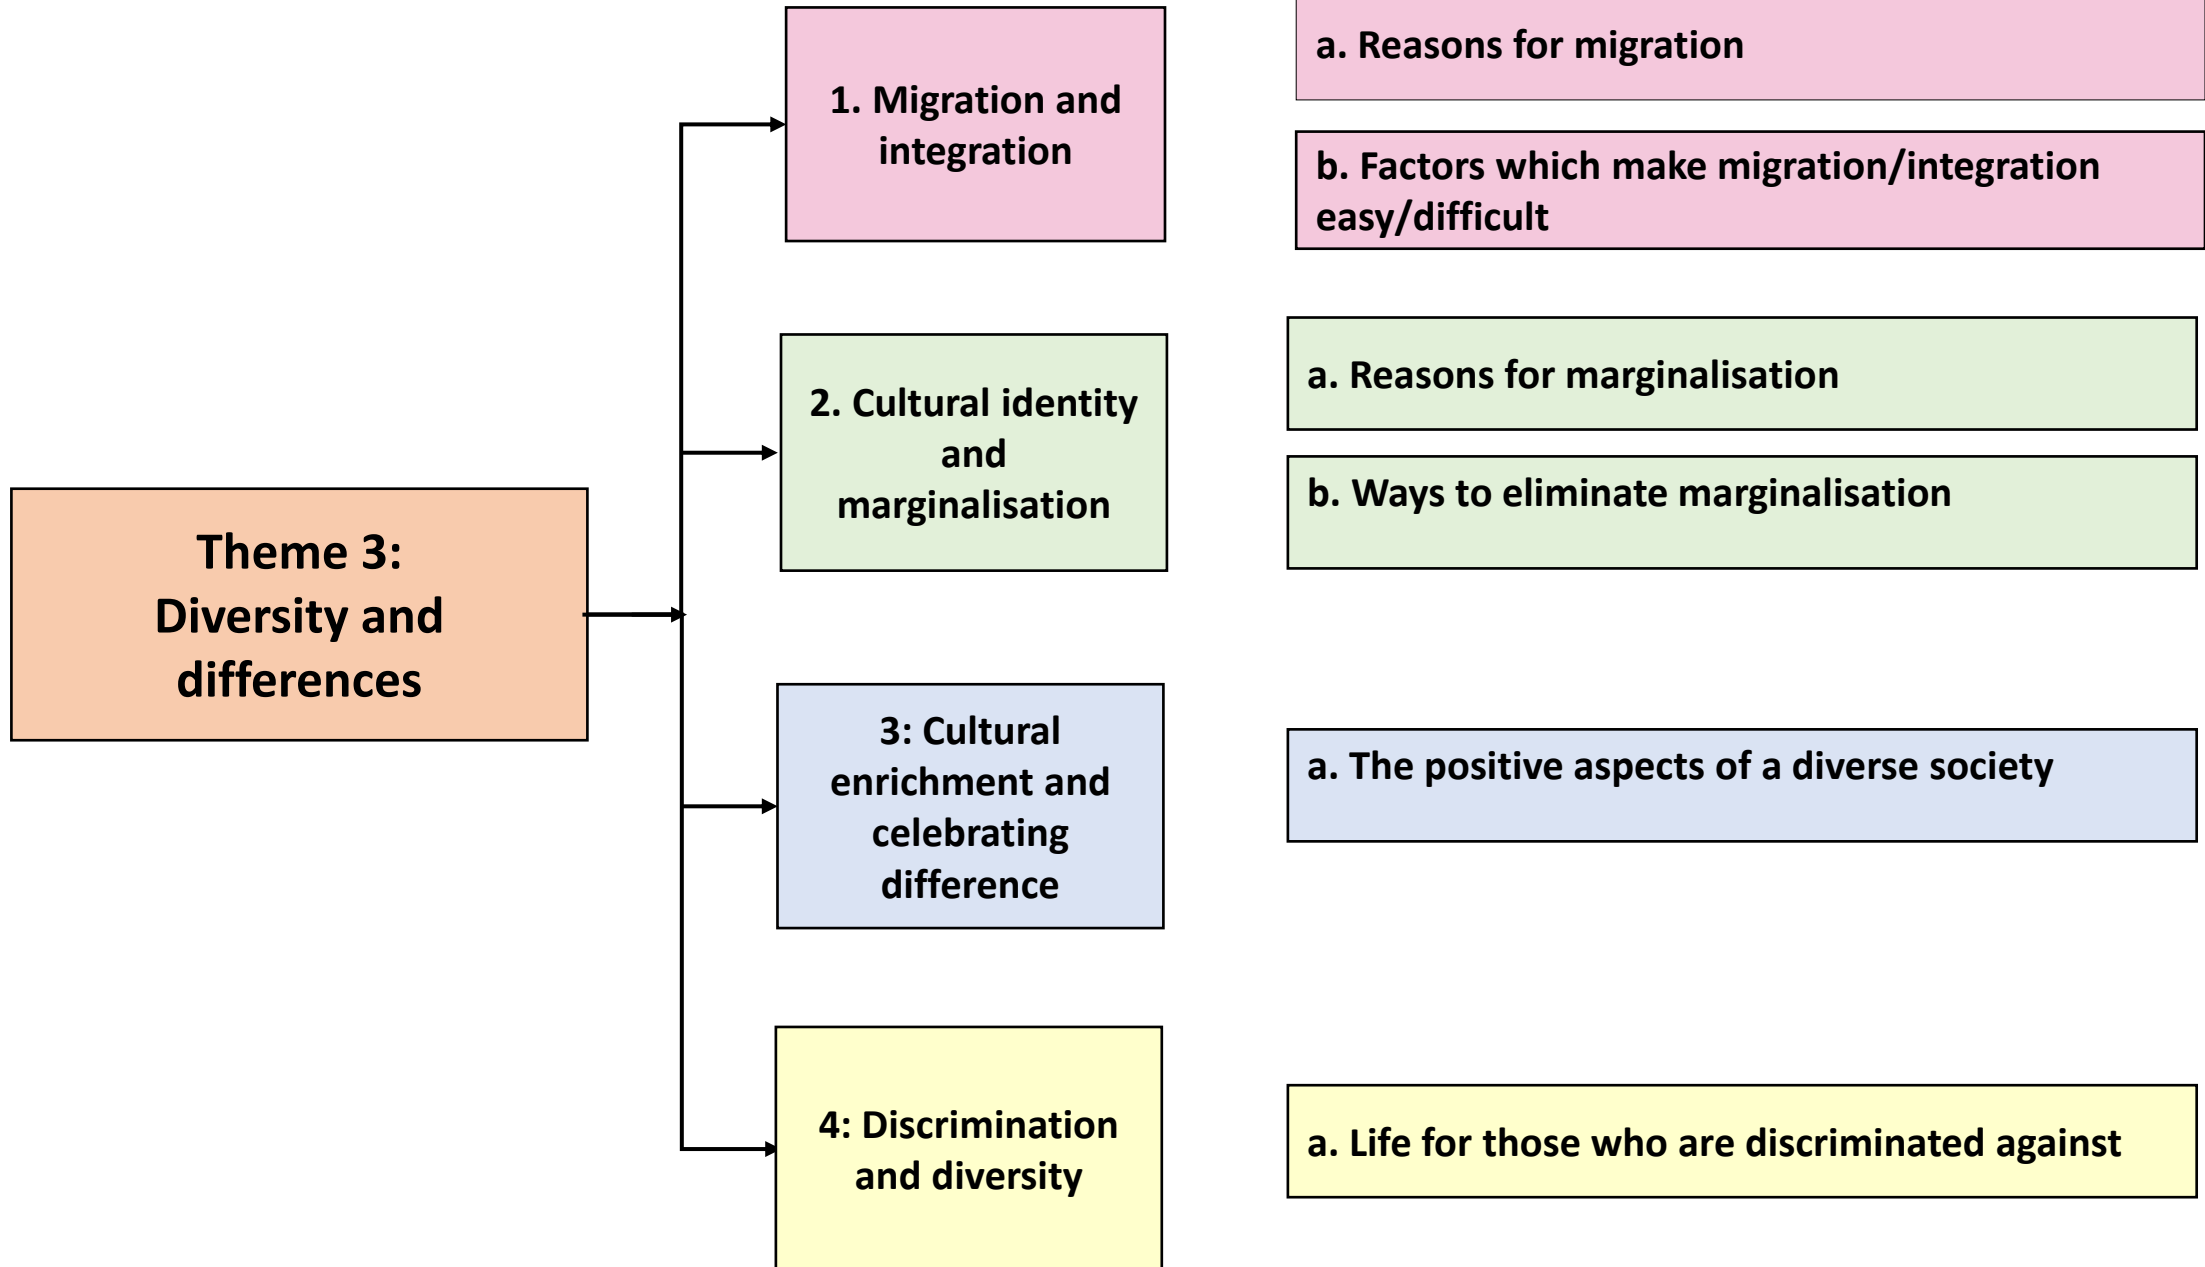 Theme 3:
Diversity and
differences
1. Migration and
integration
a. Reasons for migration
b. Factors which make migration/integration
easy/difficult
2. Cultural identity
and
marginalisation
a. Reasons for marginalisation
b. Ways to eliminate marginalisation
3: Cultural
enrichment and
celebrating
difference
a. The positive aspects of a diverse society
4: Discrimination
and diversity
a. Life for those who are discriminated against